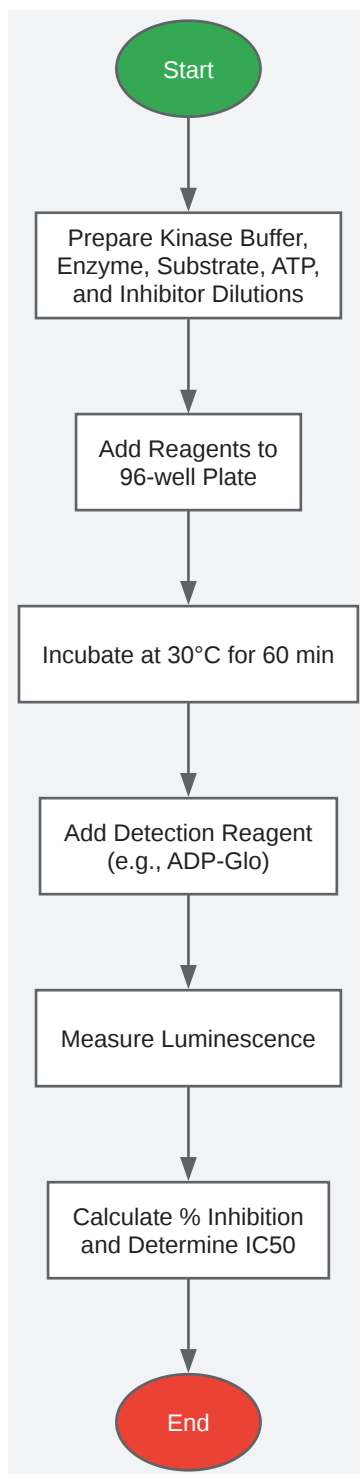 Start
Prepare Kinase Buffer,
Enzyme, Substrate, ATP,
and Inhibitor Dilutions
Add Reagents to
96-well Plate
Incubate at 30°C for 60 min
Add Detection Reagent
(e.g., ADP-Glo)
Measure Luminescence
Calculate % Inhibition
and Determine IC50
End